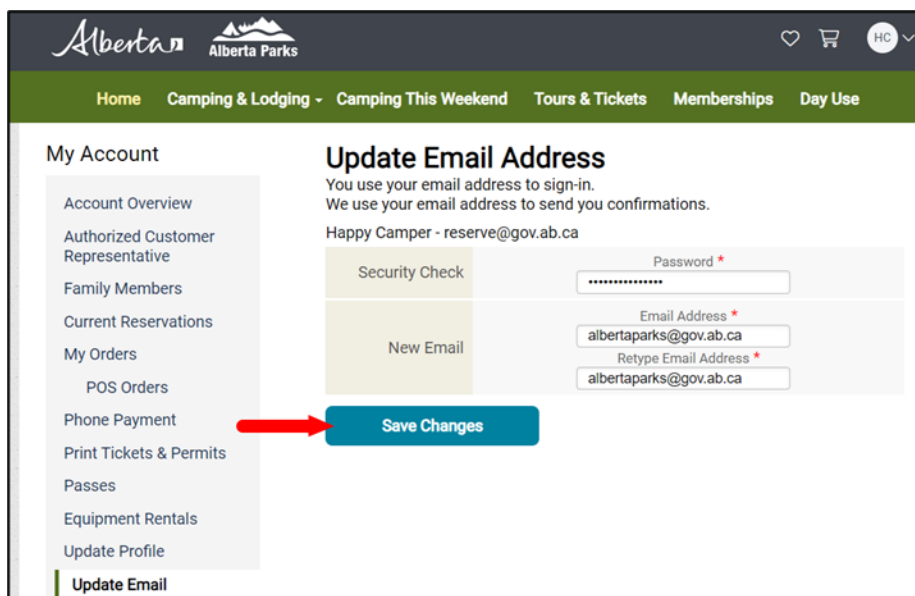 Alberta
Alberta Parks
HC
Home Camping & Lodging Camping This Weekend Tours & Tickets Memberships Day Use
My Account
Account Overview
Authorized Customer
Representative
Family Members
Current Reservations
My Orders
POS Orders
Phone Payment
Print Tickets & Permits
Passes
Equipment Rentals
Update Profile
Update Email
Update Email Address
You use your email address to sign-in.
We use your email address to send you confirmations.
Happy Camper - reserve@gov.ab.ca
Security Check
Password *
•••••••••••••••
New Email
Email Address *
albertaparks@gov.ab.ca
Retype Email Address *
albertaparks@gov.ab.ca
Save Changes